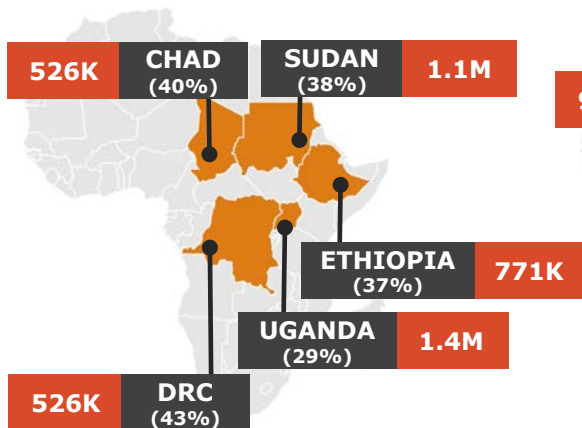 526K CHAD (40%)
SUDAN (38%) 1.1M
ETHIOPIA (37%) 771K
UGANDA (29%) 1.4M
526K DRC (43%)